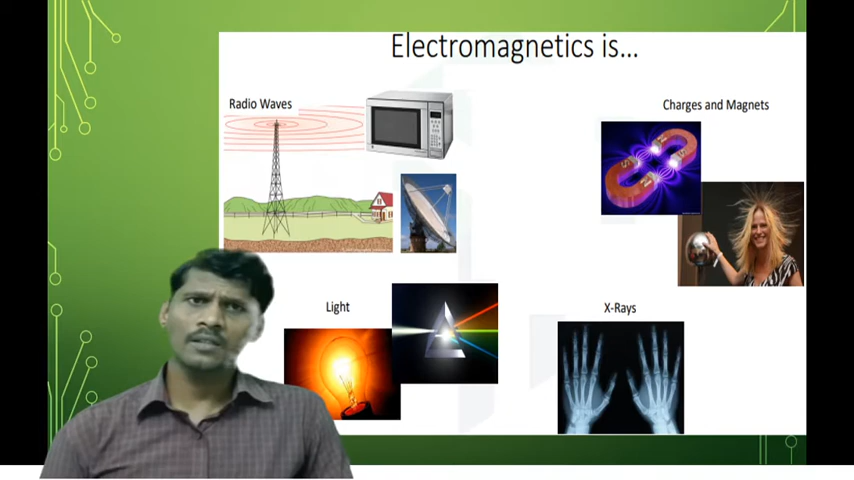 Electromagnetics is...
Radio Waves
Charges and Magnets
Light
X-Rays